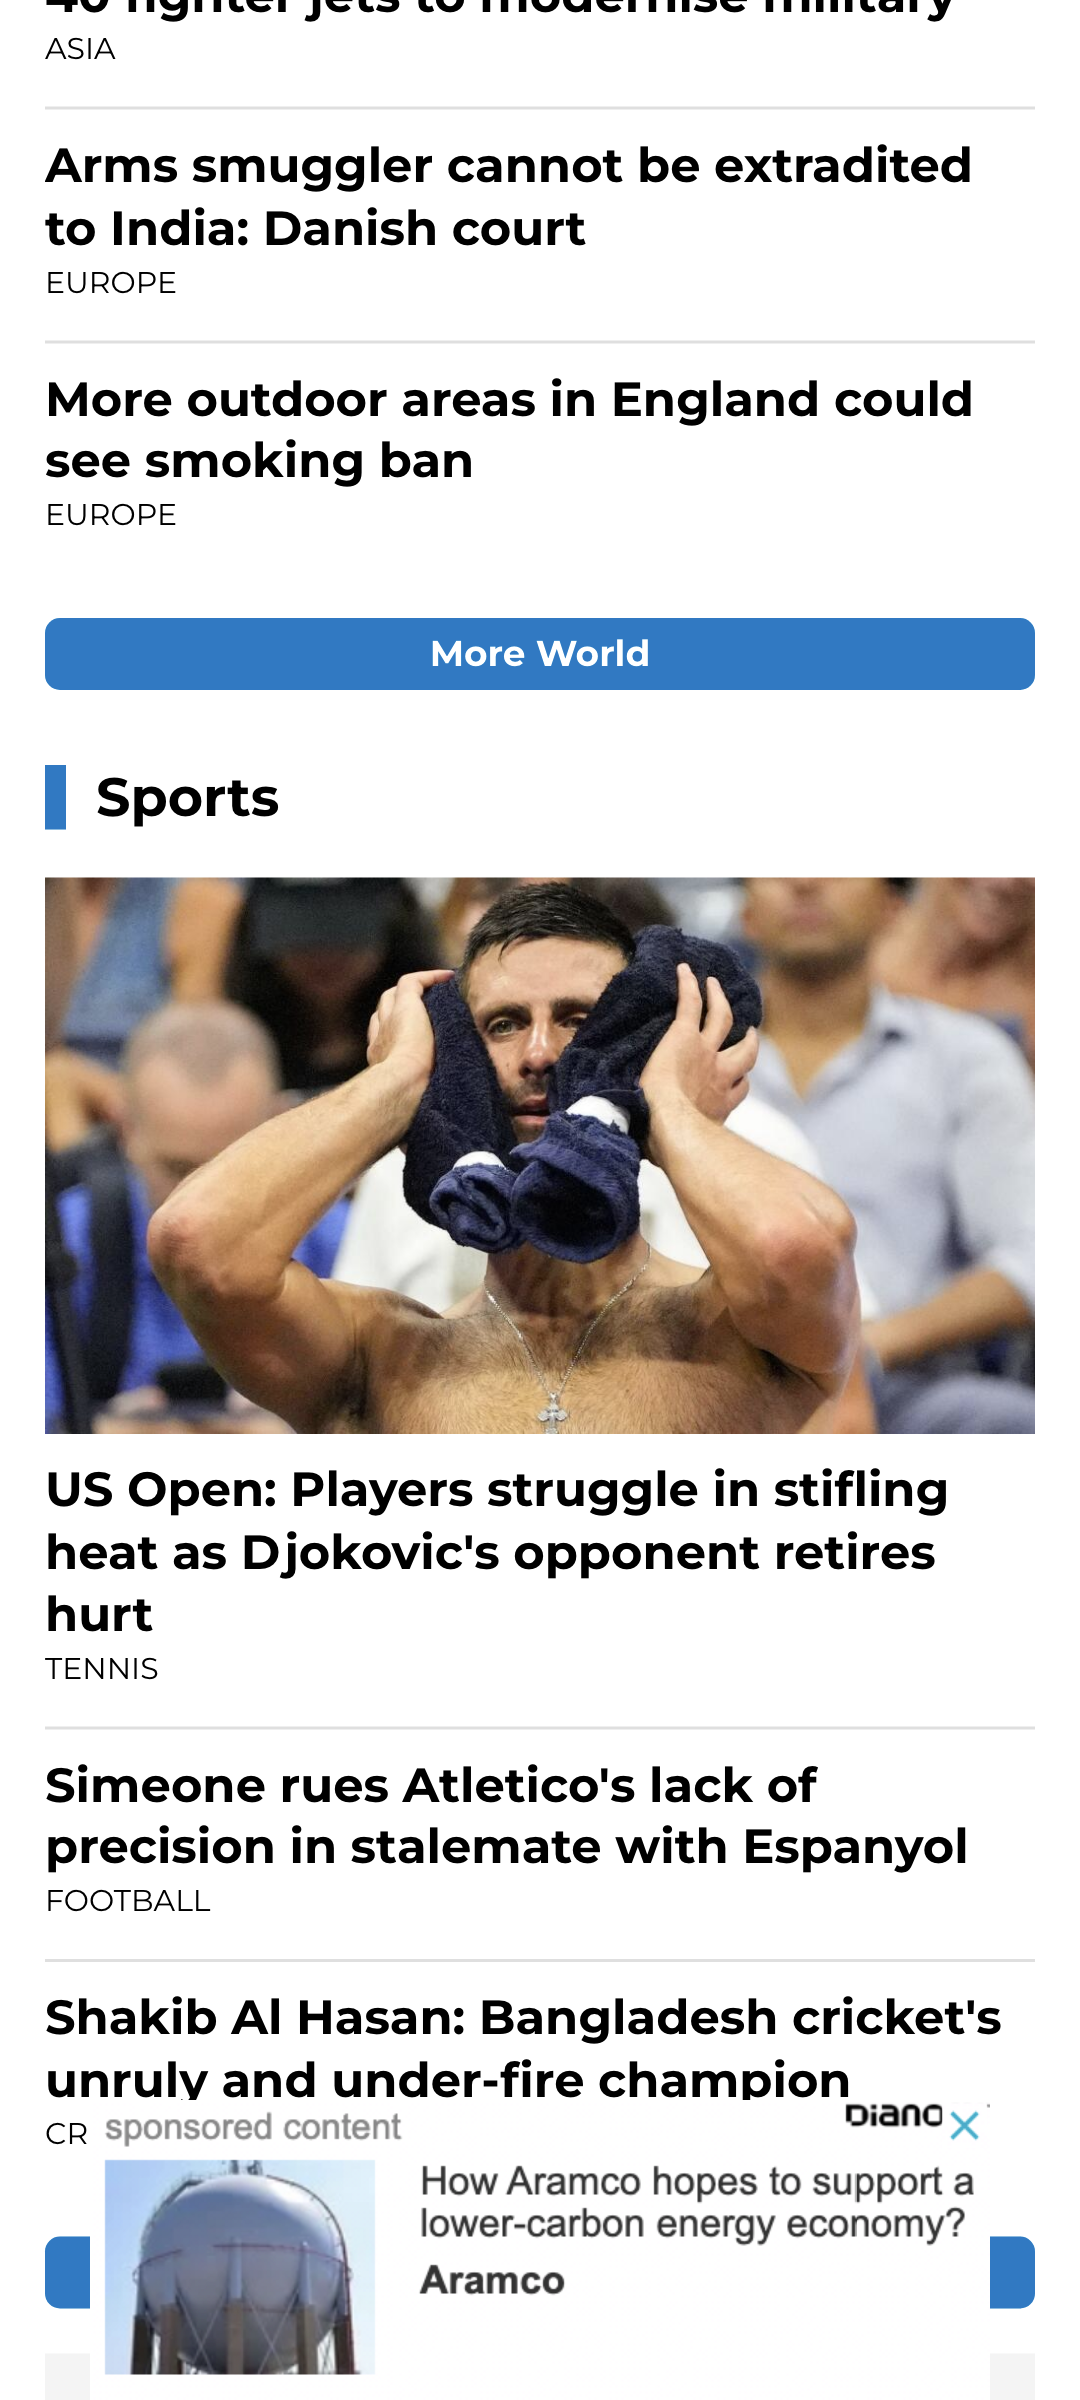 40 fighter jets to modernise military
ASIA
Arms smuggler cannot be extradited
to India: Danish court
EUROPE
More outdoor areas in England could
see smoking ban
EUROPE
More World
Sports
US Open: Players struggle in stifling
heat as Djokovic's opponent retires
hurt
TENNIS
Simeone rues Atletico's lack of
precision in stalemate with Espanyol
FOOTBALL
Shakib Al Hasan: Bangladesh cricket's
unruly and under-fire champion
CR
sponsored content
How Aramco hopes to support a
lower-carbon energy economy?
Aramco